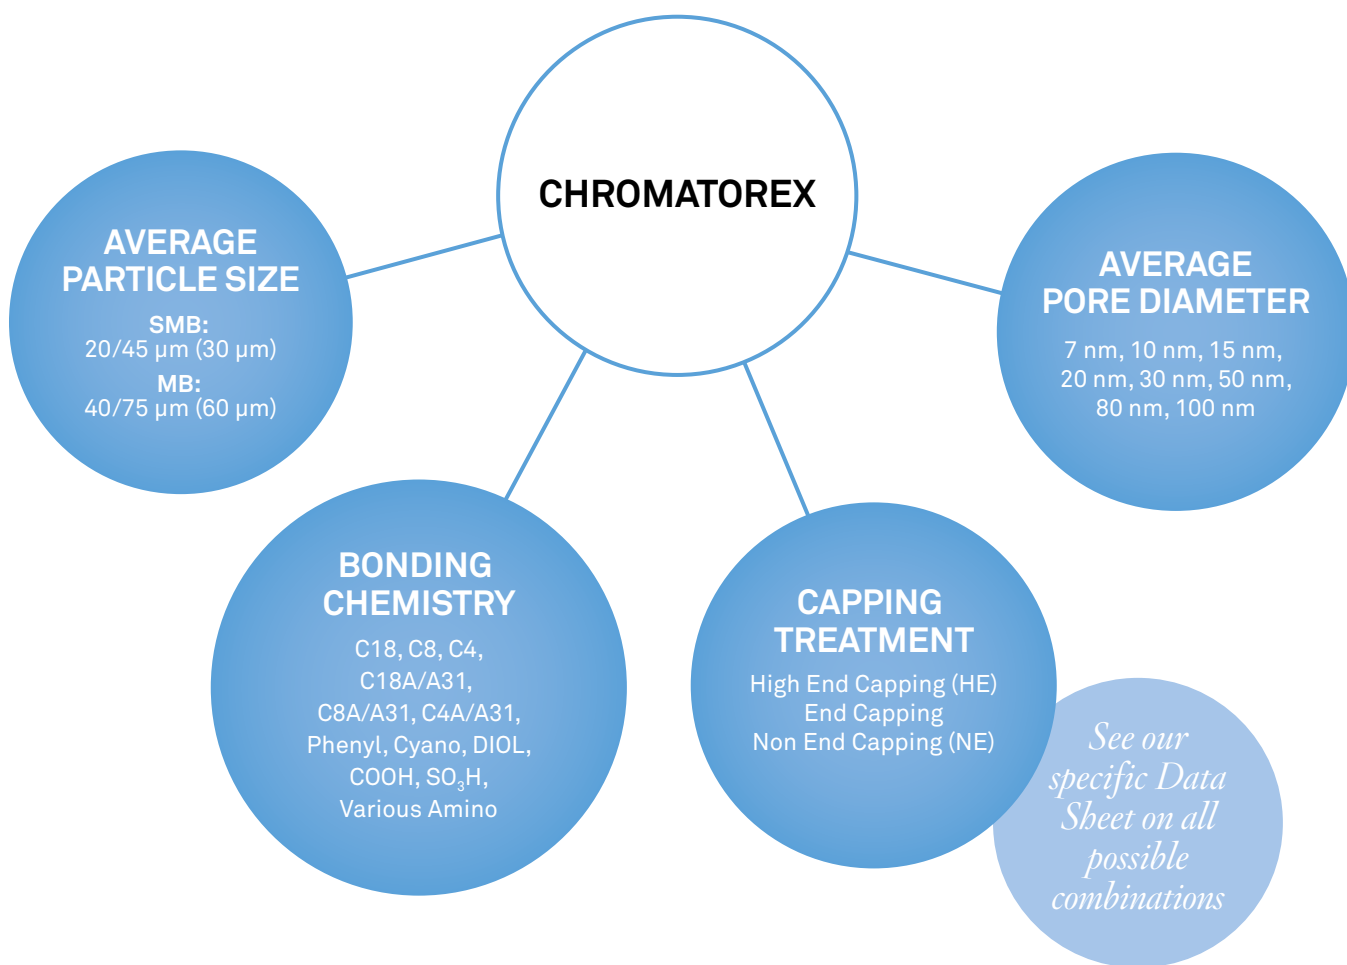 CHROMATOREX
AVERAGE
PARTICLE SIZE
SMB:
20/45 µm (30 µm)
MB:
40/75 µm (60 µm)
AVERAGE
PORE DIAMETER
7 nm, 10 nm, 15 nm,
20 nm, 30 nm, 50 nm,
80 nm, 100 nm
BONDING
CHEMISTRY
C18, C8, C4,
C18A/A31,
C8A/A31, C4A/A31,
Phenyl, Cyano, DIOL,
COOH, SO₃H,
Various Amino
CAPPING
TREATMENT
High End Capping (HE)
End Capping
Non End Capping (NE)
See our
specific Data
Sheet on all
possible
combinations